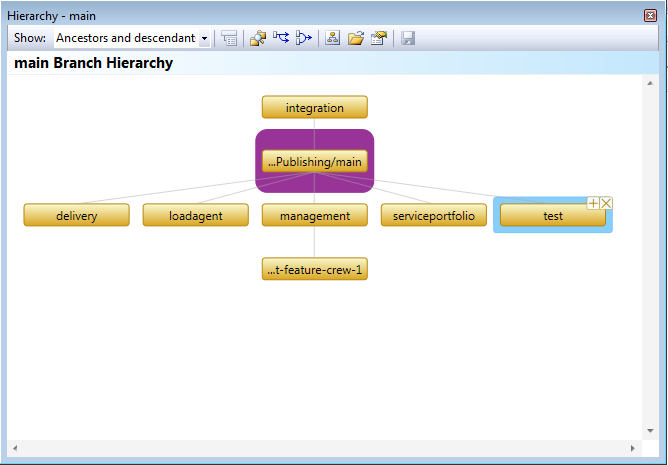 Hierarchy - main
Show: Ancestors and descendant
main Branch Hierarchy
integration
...Publishing/main
delivery loadagent management serviceportfolio test
...t-feature-crew-1